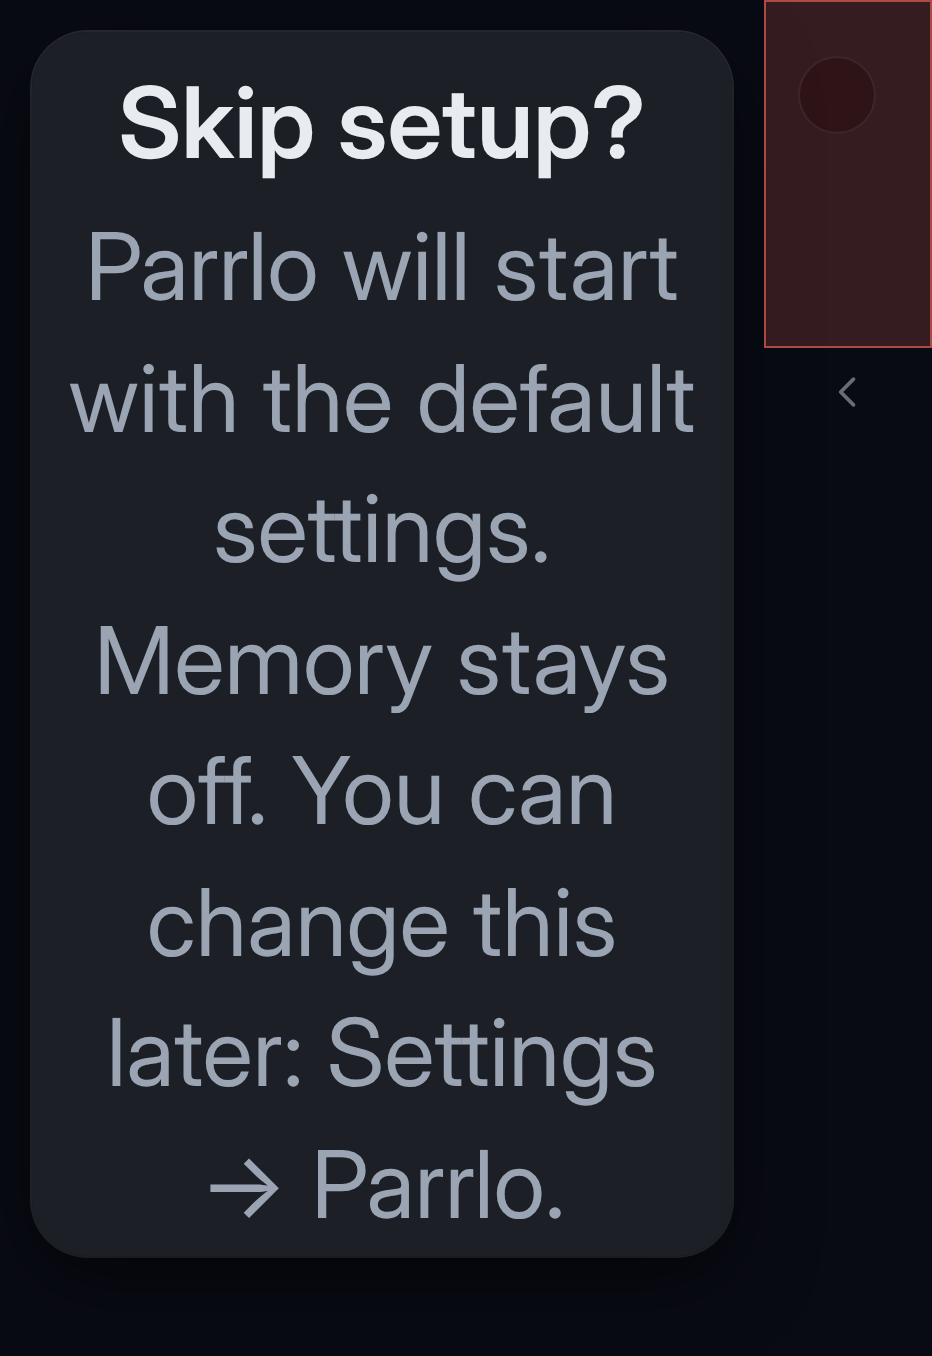 Skip setup?
Parrlo will start
with the default
settings.
Memory stays
off. You can
change this
later: Settings
→ Parrlo.